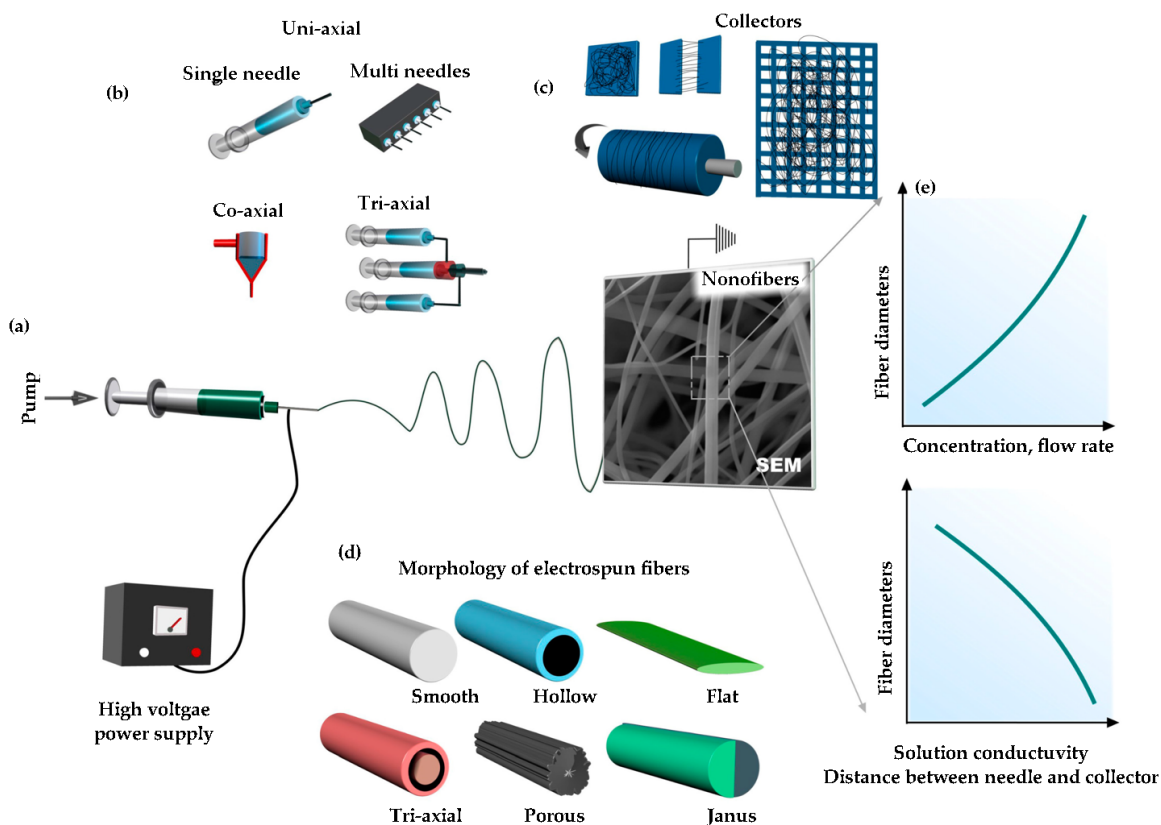 Uni-axial
(b)
Single needle
Multi needles
Co-axial
Tri-axial
Collectors
(c)
(a)
Pump
High voltgae
power supply
Nonofibers
SEM
(d)
Morphology of electrospun fibers
Smooth
Hollow
Flat
Tri-axial
Porous
Janus
(e)
Fiber diameters
Concentration, flow rate
Fiber diameters
Solution conductuvity
Distance between needle and collector